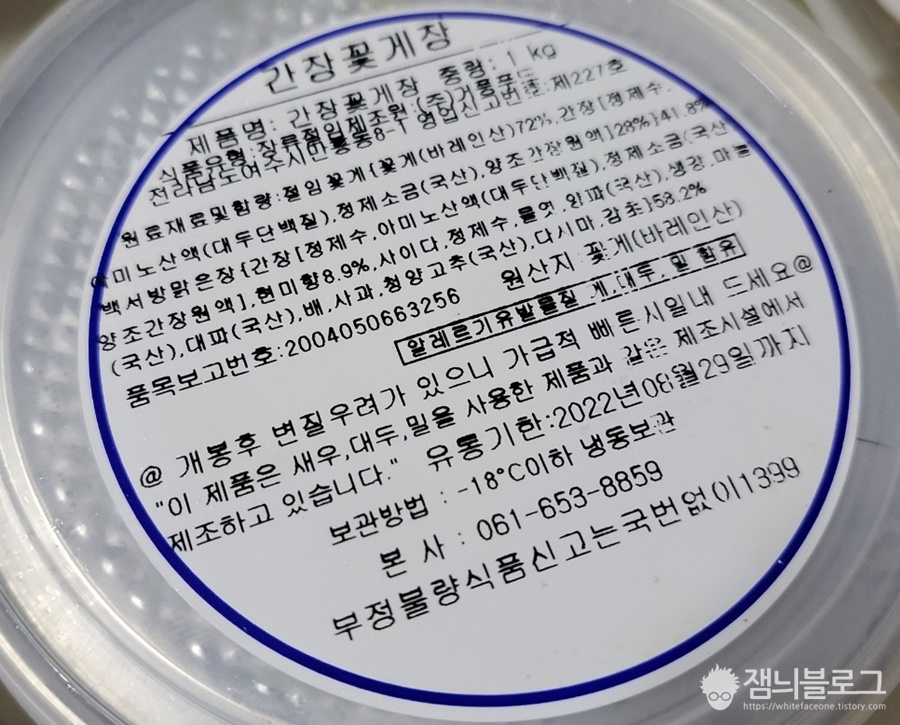 간장꽃게장
제품명: 간장꽃게장 중량: 1 kg
식품유형:장류절임제조원:(주)거풍푸드
전라남도여수시만흥동8-1 영업신고번호:제227호
원료재료및함량:절임꽃게{꽃게(바레인산)72%,간장[정제수,
아미노산액(대두단백질),정제소금(국산),양조간장원액]28%}41.8%
백서방맑은장{간장[정제수,아미노산액(대두단백질),정제소금(국산
양조간장원액],현미향8.9%,사이다,정제수,물엿,양파(국산),생강,마늘
(국산),대파(국산),배,사과,청양고추(국산),다시마,감초}58.2%
품목보고번호:2004050663256 원산지:꽃게(바레인산)
알레르기유발물질 게,대두,밀 함유
@ 개봉후 변질우려가 있으니 가급적 빠른시일내 드세요@
"이 제품은 새우,대두,밀을 사용한 제품과 같은 제조시설에서
제조하고 있습니다." 유통기한:2022년08월29일까지
보관방법 : -18°C이하 냉동보관
본 사 : 061-653-8859
부정불량식품신고는국번없이1399
잼늬블로그
https://whitefaceone.tistory.com